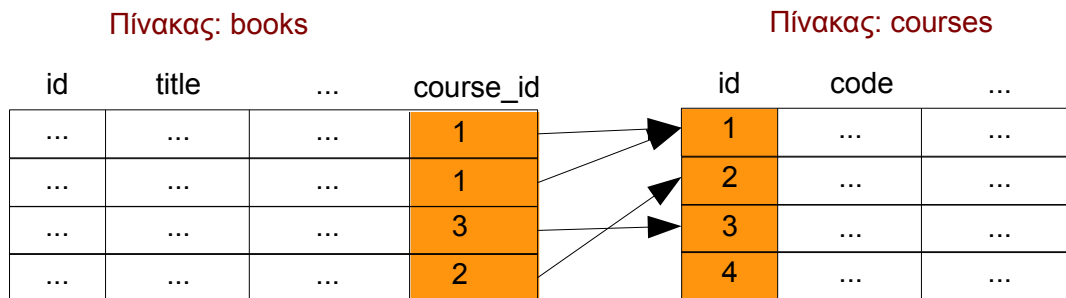 Πίνακας: books
Πίνακας: courses
id title ... course_id
id code ...
... ... ... 1
1 ... ...
... ... ... 1
2 ... ...
... ... ... 3
3 ... ...
... ... ... 2
4 ... ...